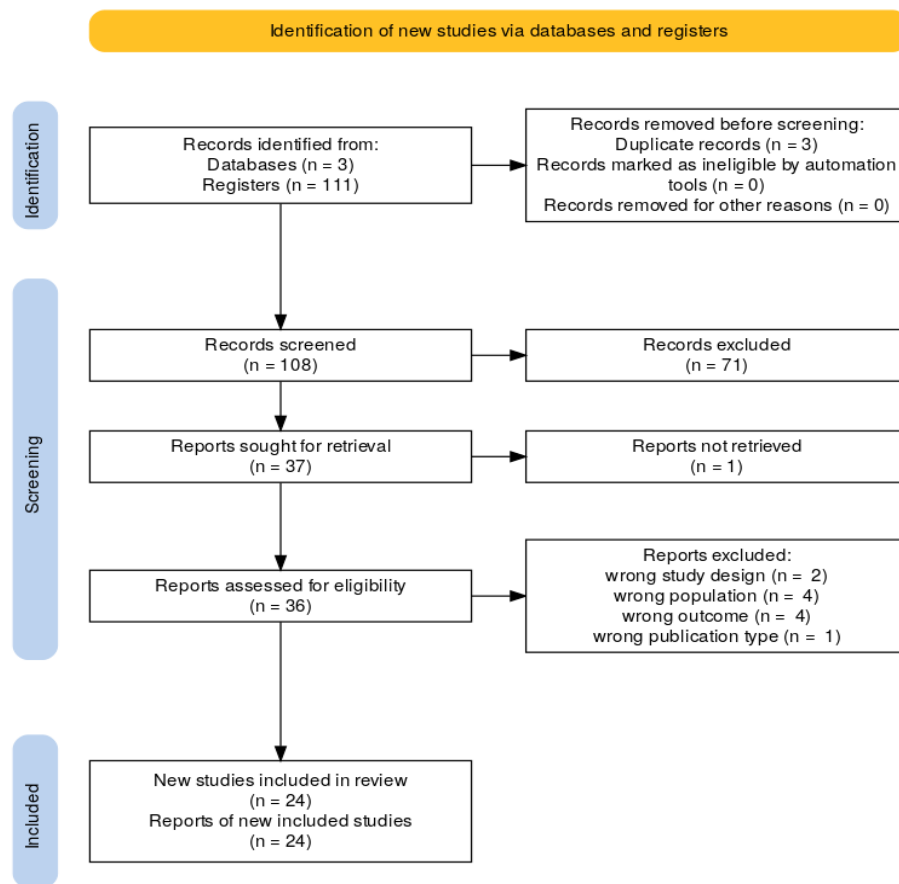 Identification of new studies via databases and registers
Identification
Records identified from:
Databases (n = 3)
Registers (n = 111)
Records removed before screening:
Duplicate records (n = 3)
Records marked as ineligible by automation
tools (n = 0)
Records removed for other reasons (n = 0)
Screening
Records screened
(n = 108)
Records excluded
(n = 71)
Reports sought for retrieval
(n = 37)
Reports not retrieved
(n = 1)
Reports assessed for eligibility
(n = 36)
Reports excluded:
wrong study design (n =  2)
wrong population (n =  4)
wrong outcome (n =  4)
wrong publication type (n =  1)
Included
New studies included in review
(n = 24)
Reports of new included studies
(n = 24)